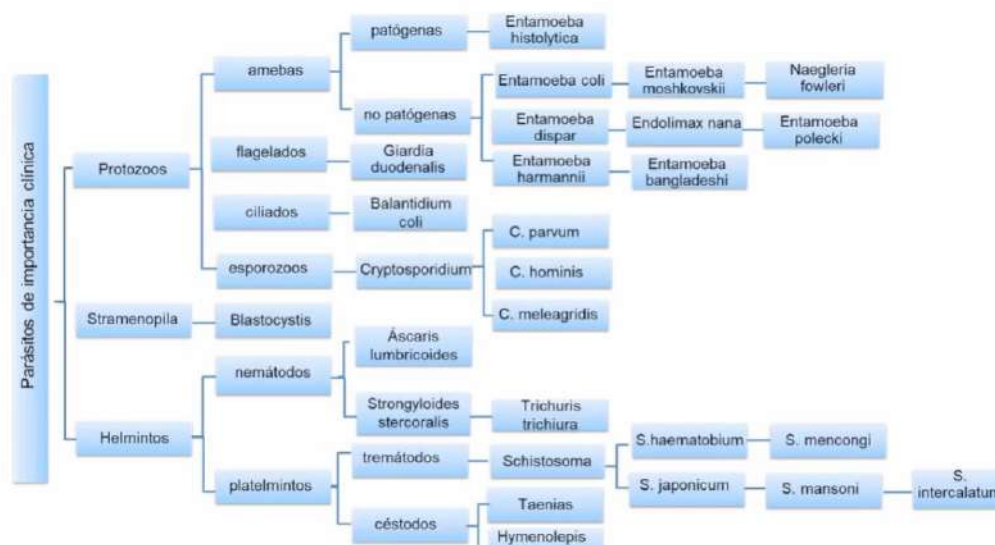 Parásitos de importancia clínica
Protozoos
amebas
patógenas
Entamoeba
histolytica
no patógenas
Entamoeba coli
Entamoeba
moshkovskii
Naegleria
fowleri
Entamoeba
dispar
Endolimax nana
Entamoeba
polecki
Entamoeba
harmannii
Entamoeba
bangladeshi
flagelados
Giardia
duodenalis
ciliados
Balantidium
coli
esporozoos
Cryptosporidium
C. parvum
C. hominis
C. meleagridis
Stramenopila
Blastocystis
Helmintos
nemátodos
Áscaris
lumbricoides
Strongyloides
stercoralis
Trichuris
trichiura
platelmintos
tremátodos
Schistosoma
S.haematobium
S. mencongi
S. japonicum
S. mansoni
S.
intercalatum
céstodos
Taenias
Hymenolepis